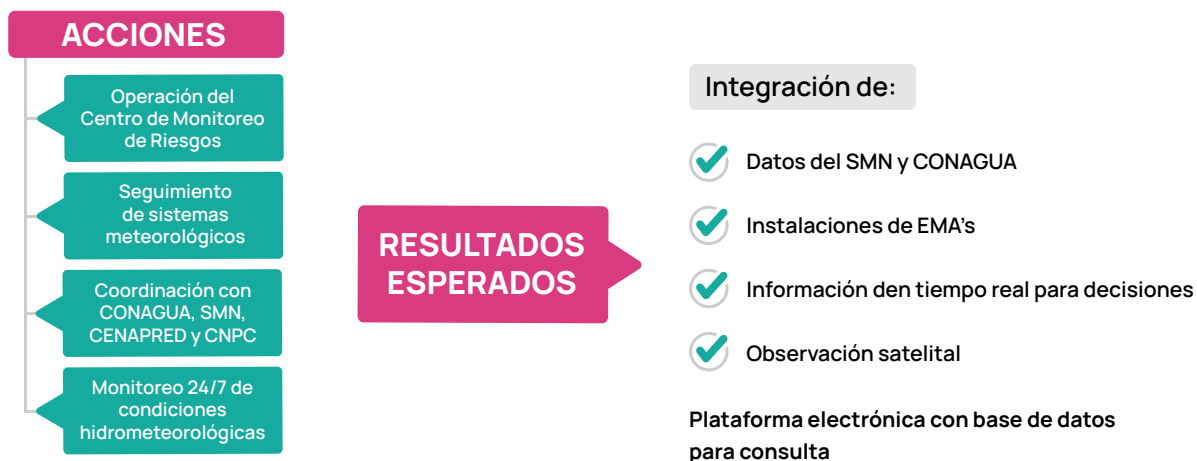 ACCIONES
Operación del
Centro de Monitoreo
de Riesgos
Seguimiento
de sistemas
meteorológicos
Coordinación con
CONAGUA, SMN,
CENAPRED y CNPC
Monitoreo 24/7 de
condiciones
hidrometeorológicas
RESULTADOS
ESPERADOS
Integración de:
Datos del SMN y CONAGUA
Instalaciones de EMA's
Información den tiempo real para decisiones
Observación satelital
Plataforma electrónica con base de datos
para consulta